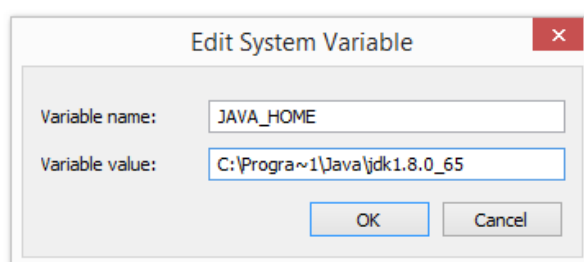 Edit System Variable
Variable name: JAVA_HOME
Variable value: C:\Progra~1\Java\jdk1.8.0_65
OK Cancel